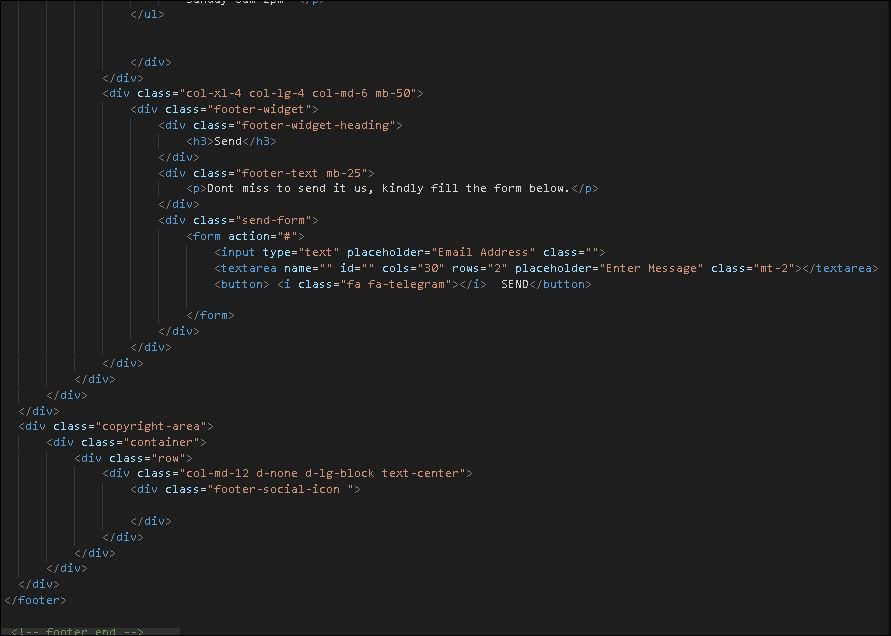 Sunday 8am-2pm </p>
</ul>
</div>
</div>
<div class="col-xl-4 col-lg-4 col-md-6 mb-50">
<div class="footer-widget">
<div class="footer-widget-heading">
<h3>Send</h3>
</div>
<div class="footer-text mb-25">
<p>Dont miss to send it us, kindly fill the form below.</p>
</div>
<div class="send-form">
<form action="#">
<input type="text" placeholder="Email Address" class="">
<textarea name="" id="" cols="30" rows="2" placeholder="Enter Message" class="mt-2"></textarea>
<button> <i class="fa fa-telegram"></i>  SEND</button>
</form>
</div>
</div>
</div>
</div>
</div>
</div>
<div class="copyright-area">
<div class="container">
<div class="row">
<div class="col-md-12 d-none d-lg-block text-center">
<div class="footer-social-icon ">
</div>
</div>
</div>
</div>
</div>
</footer>
<!-- footer end -->